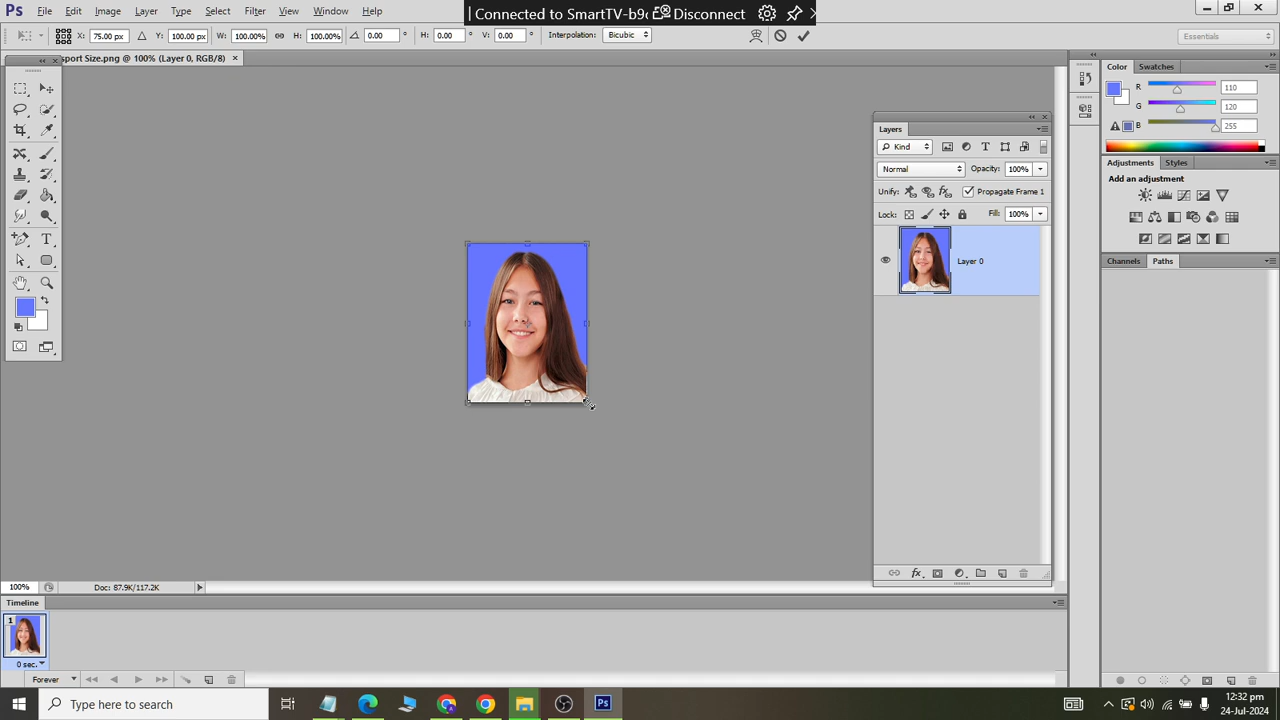 Ps File Edit Image Layer Type Select Filter View Window Help
Connected to SmartTV-b9 Disconnect
X: 75.00 px Y: 100.00 px W: 100.00% H: 100.00% 0.00 ° H: 0.00 ° V: 0.00 ° Interpolation: Bicubic Essentials
sport Size.png @ 100% (Layer 0, RGB/8) ×
Color Swatches
R 110
G 120
B 255
Layers
Kind
Normal Opacity: 100%
Unify: Propagate Frame 1
Lock: Fill: 100%
Layer 0
Adjustments Styles
Add an adjustment
Channels Paths
100% Doc: 87.9K/117.2K
Timeline
1
0 sec.
Forever
Type here to search
Ps
12:32 pm
24-Jul-2024